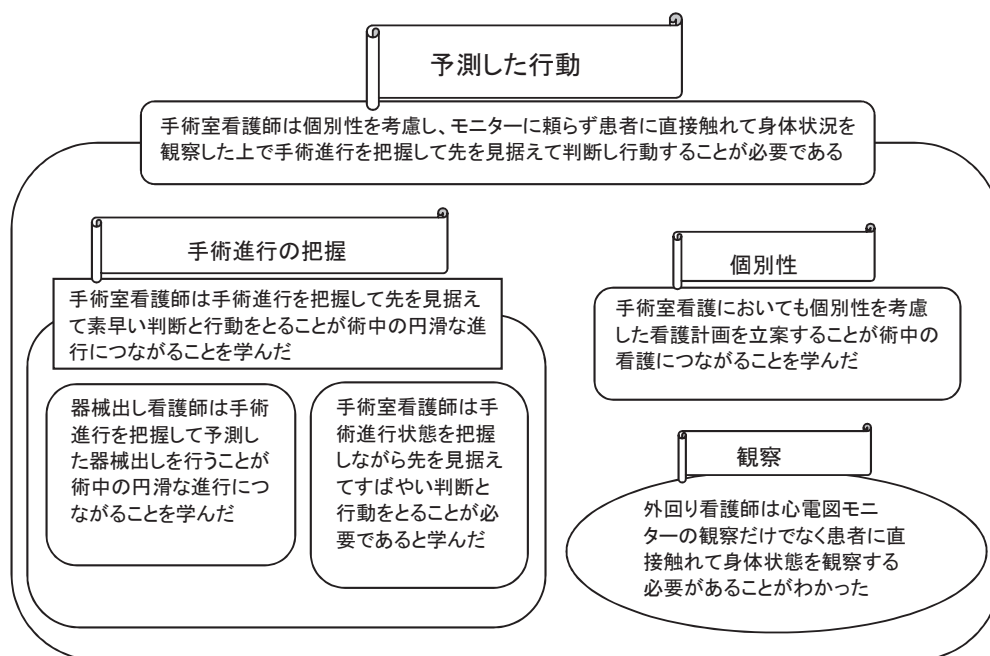 予測した行動
手術室看護師は個別性を考慮し、モニターに頼らず患者に直接触れて身体状況を
観察した上で手術進行を把握して先を見据えて判断し行動することが必要である
手術進行の把握
手術室看護師は手術進行を把握して先を見据え
て素早い判断と行動をとることが術中の円滑な進
行につながることを学んだ
器械出し看護師は手術
進行を把握して予測し
た器械出しを行うことが
術中の円滑な進行につ
ながることを学んだ
手術室看護師は手
術進行状態を把握
しながら先を見据え
てすばやい判断と
行動をとることが必
要であると学んだ
個別性
手術室看護においても個別性を考慮
した看護計画を立案することが術中の
看護につながることを学んだ
観察
外回り看護師は心電図モニ
ターの観察だけでなく患者に直
接触れて身体状態を観察する
必要があることがわかった